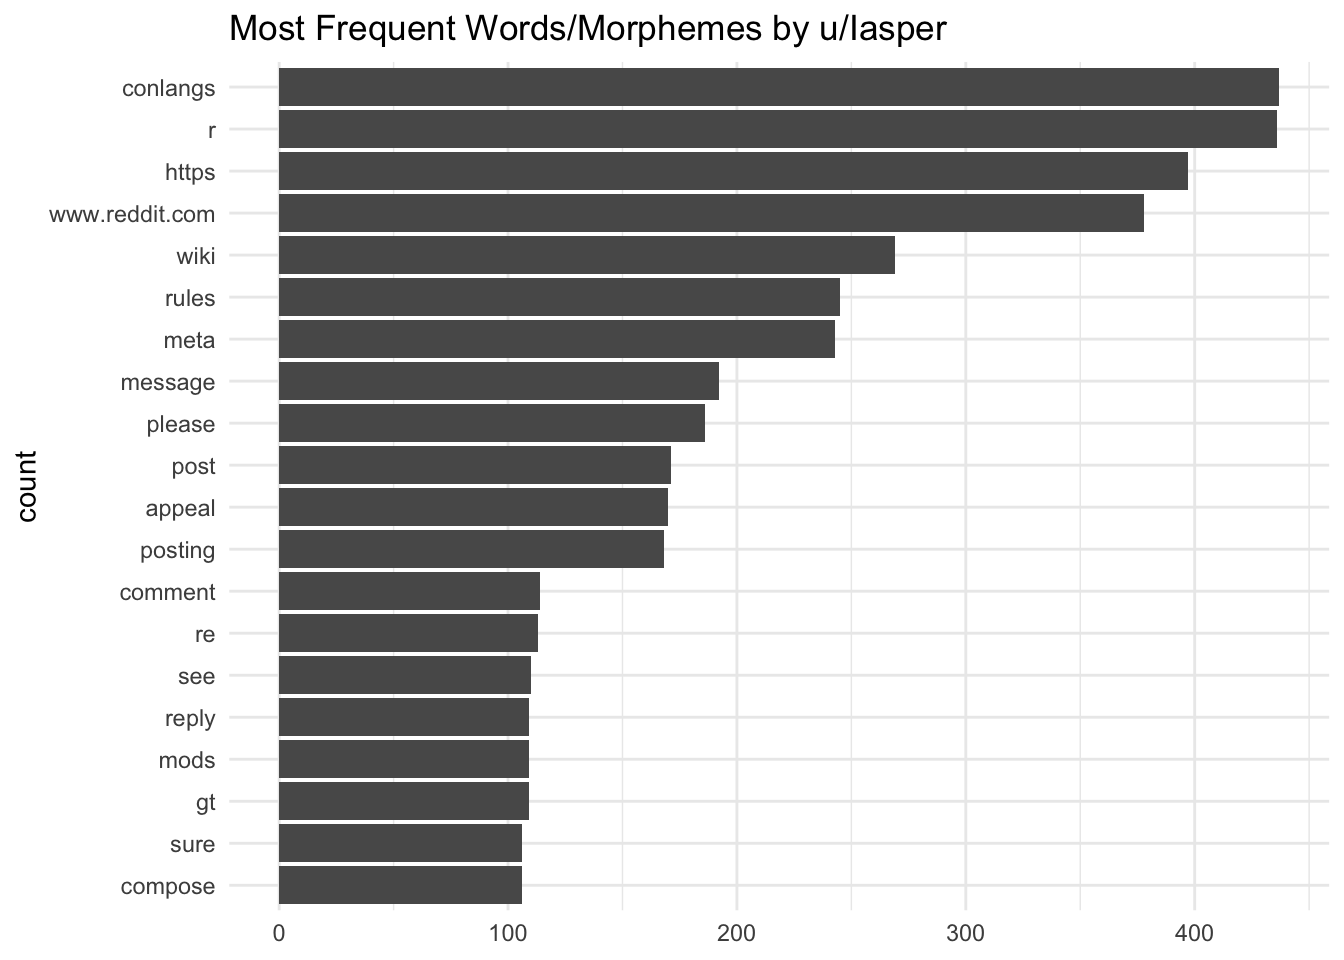 Most Frequent Words/Morphemes by u/Iasper
conlangs
r
https
www.reddit.com
wiki
rules
meta
message
please
post
appeal
posting
comment
re
see
reply
mods
gt
sure
compose
count
0 100 200 300 400